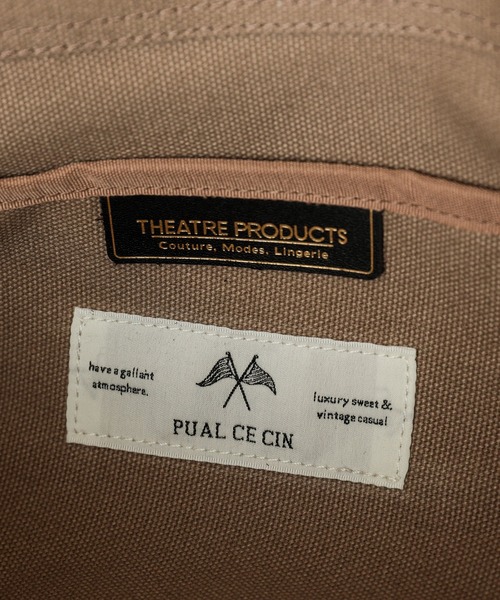 THEATRE PRODUCTS
Couture, Modes, Lingerie
have a gallant
atmosphere.
luxury sweet &
vintage casual
PUAL CE CIN